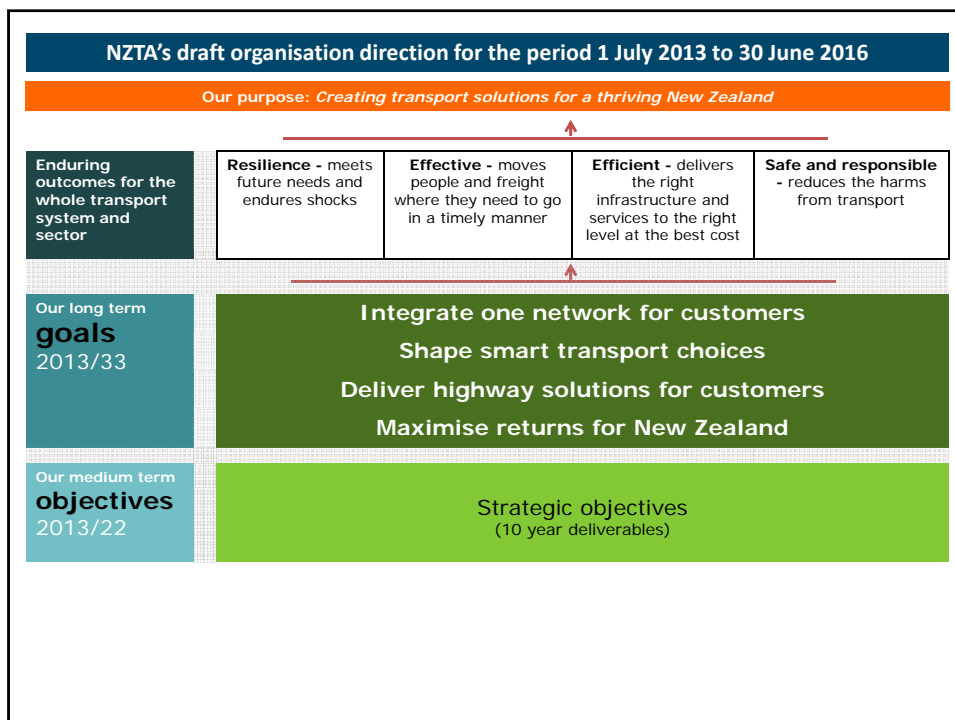 NZTA's draft organisation direction for the period 1 July 2013 to 30 June 2016
Our purpose: Creating transport solutions for a thriving New Zealand
Enduring
outcomes for the
whole transport
system and
sector
Resilience - meets
future needs and
endures shocks
Effective - moves
people and freight
where they need to go
in a timely manner
Efficient - delivers
the right
infrastructure and
services to the right
level at the best cost
Safe and responsible
- reduces the harms
from transport
Our long term
goals
2013/33
Integrate one network for customers
Shape smart transport choices
Deliver highway solutions for customers
Maximise returns for New Zealand
Our medium term
objectives
2013/22
Strategic objectives
(10 year deliverables)